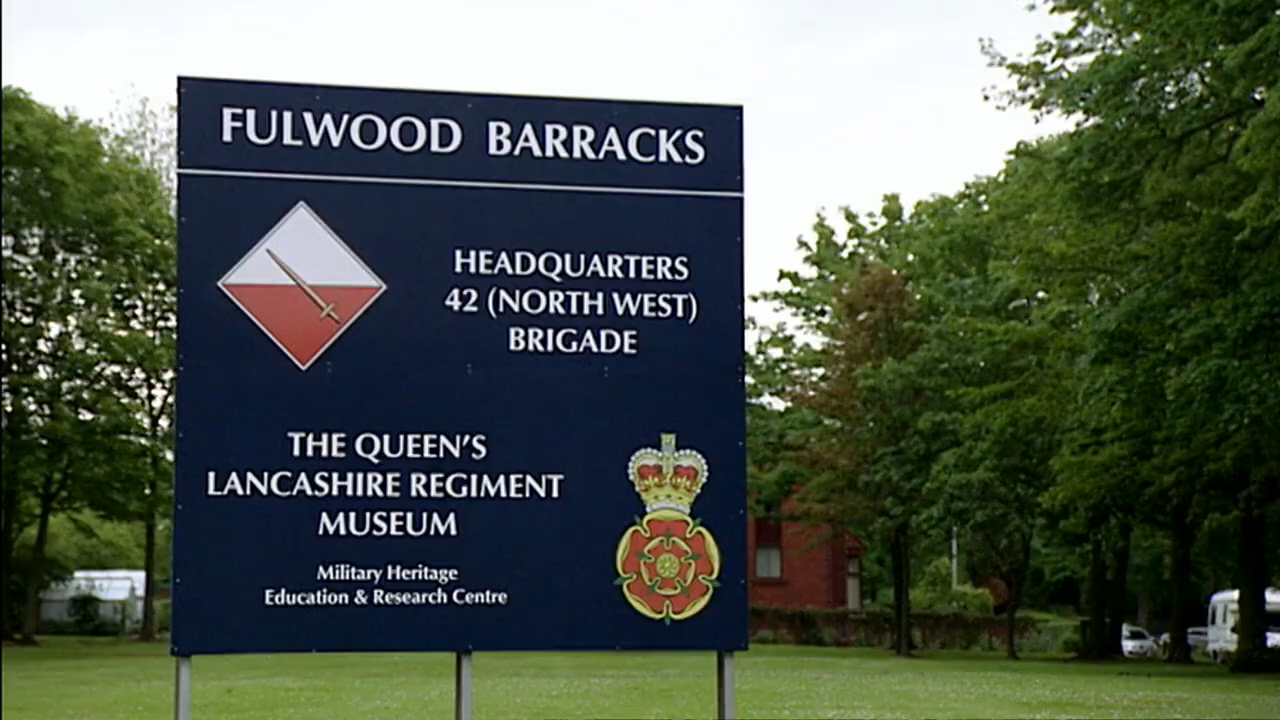 FULWOOD BARRACKS
HEADQUARTERS
42 (NORTH WEST)
BRIGADE
THE QUEEN'S
LANCASHIRE REGIMENT
MUSEUM
Military Heritage
Education & Research Centre